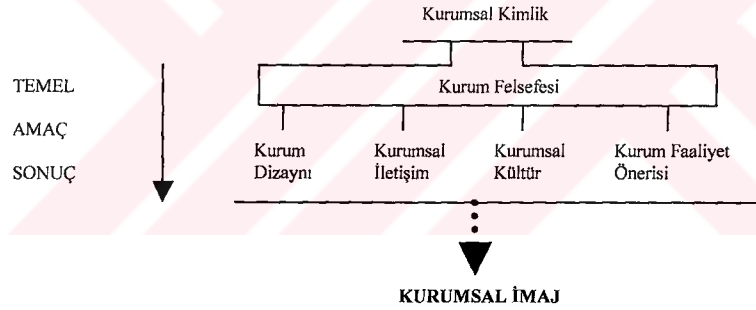 Kurumsal Kimlik
TEMEL
Kurum Felsefesi
AMAÇ
Kurum Dizaynı
Kurumsal İletişim
Kurumsal Kültür
Kurum Faaliyet Önerisi
SONUÇ
KURUMSAL İMAJ